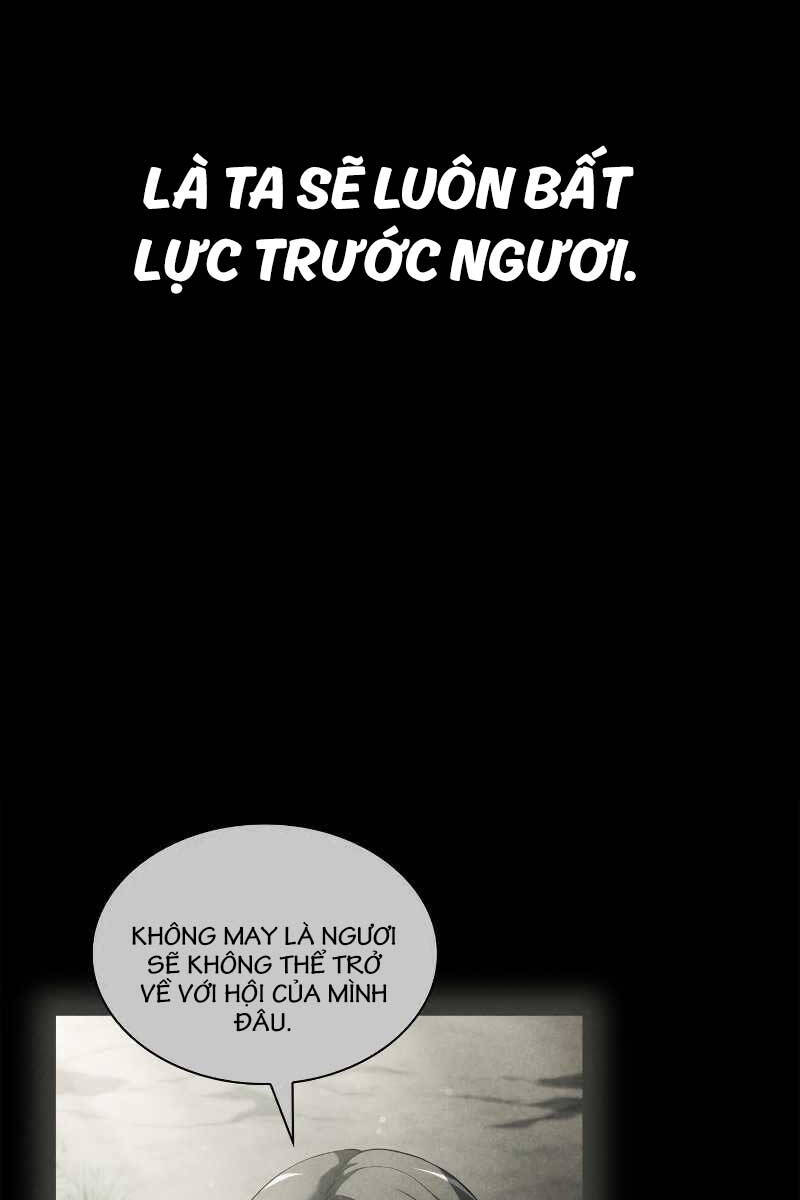 LÀ TA SẼ LUÔN BẤT
LỰC TRƯỚC NGƯƠI.
KHÔNG MAY LÀ NGƯƠI
SẼ KHÔNG THỂ TRỞ
VỀ VỚI HỘI CỦA MÌNH
ĐÂU.